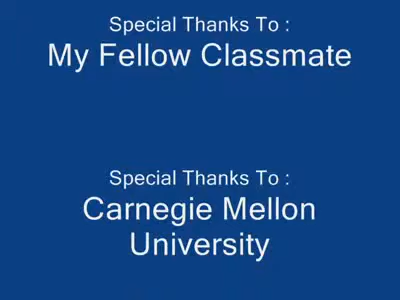 Special Thanks To :
My Fellow Classmate
Special Thanks To :
Carnegie Mellon
University